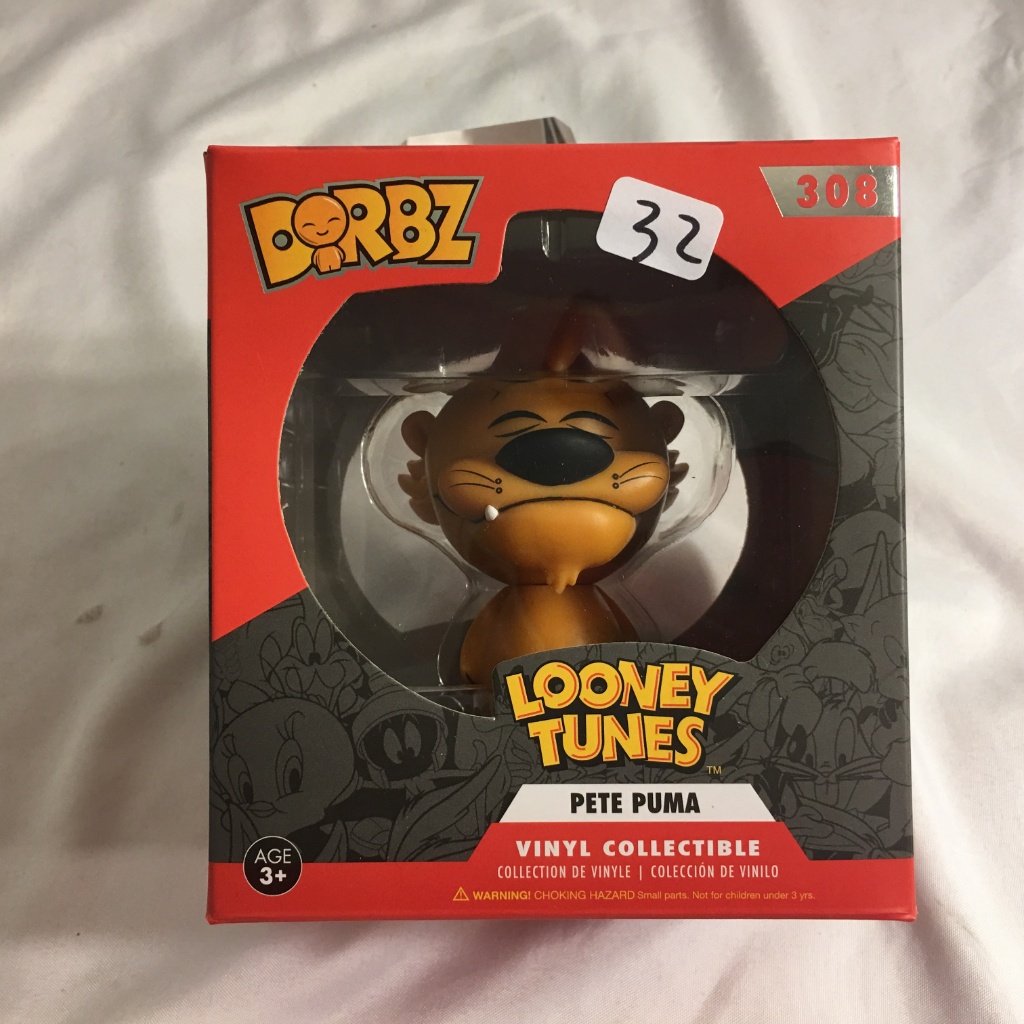 DORBZ
32
308
LOONEY
TUNES
TM
PETE PUMA
VINYL COLLECTIBLE
COLLECTION DE VINYLE | COLECCIÓN DE VINILO
AGE
3+
WARNING! CHOKING HAZARD Small parts. Not for children under 3 yrs.